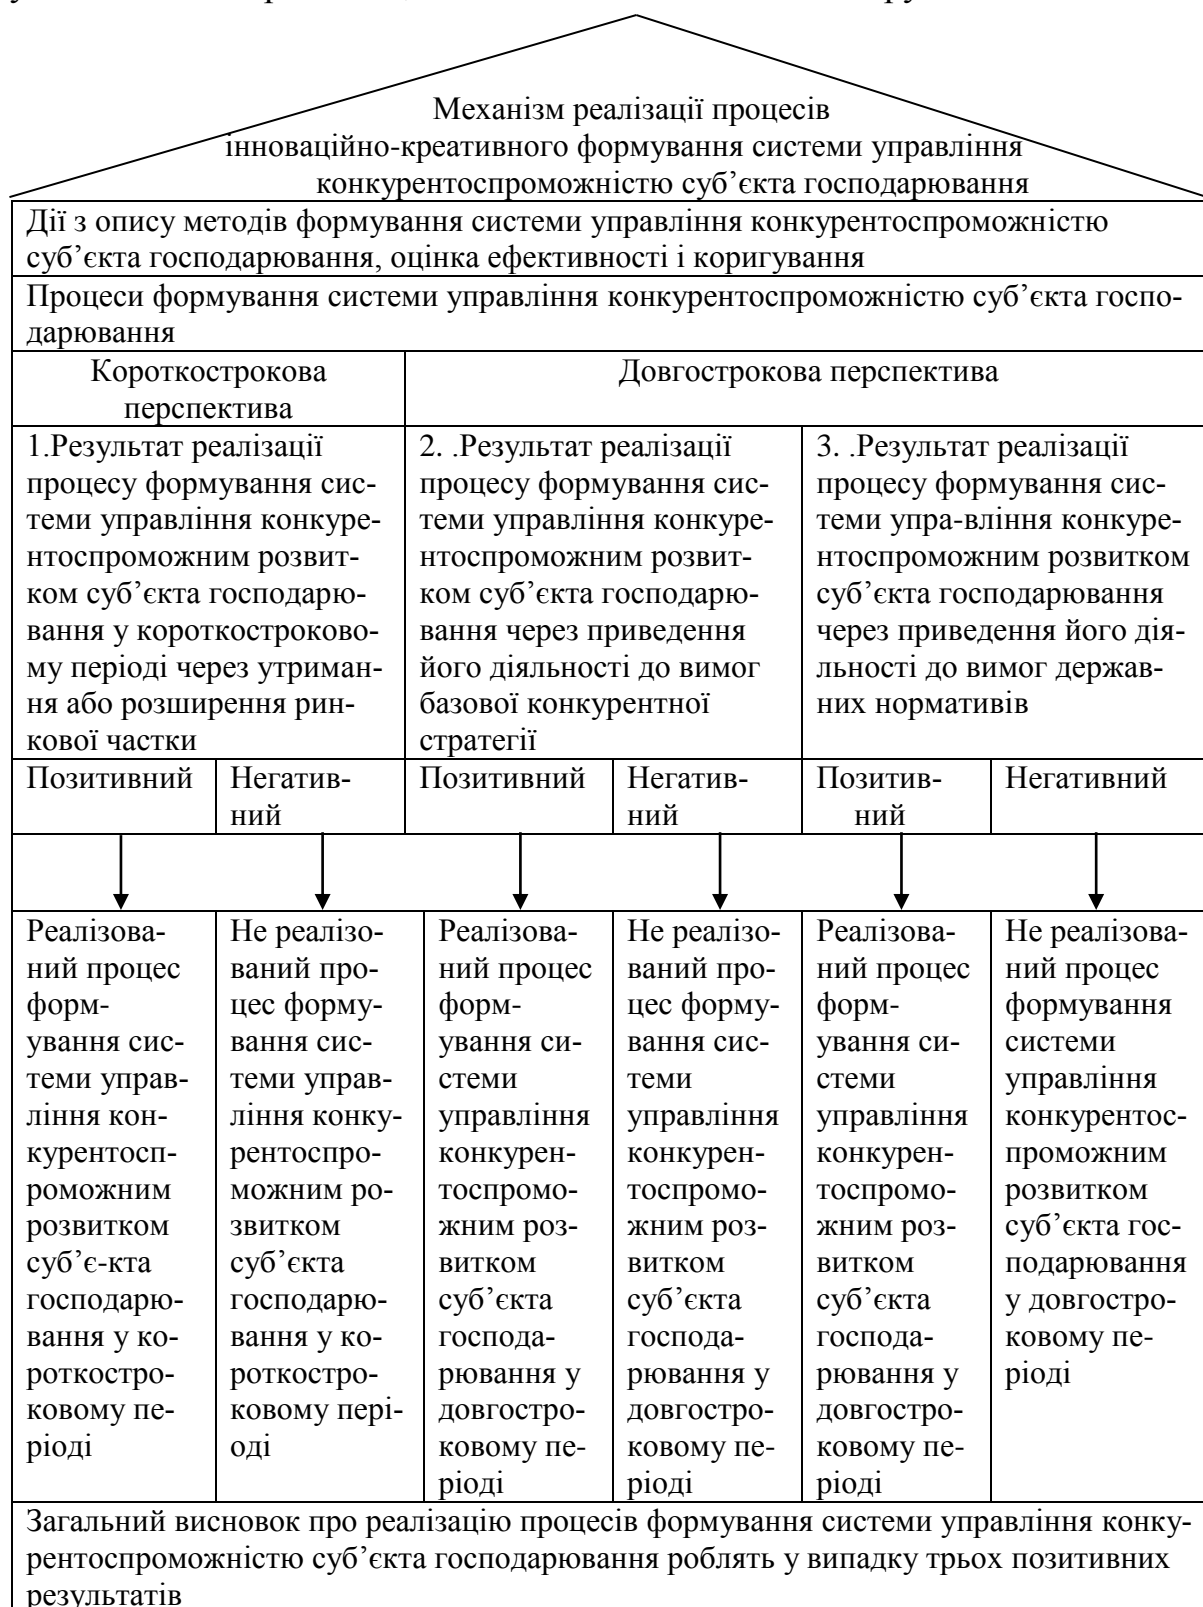 Механізм реалізації процесів
інноваційно-креативного формування системи управління
конкурентоспроможністю суб’єкта господарювання
Дії з опису методів формування системи управління конкурентоспроможністю
суб’єкта господарювання, оцінка ефективності і коригування
Процеси формування системи управління конкурентоспроможністю суб’єкта госпо-
дарювання
Короткострокова
перспектива
Довгострокова перспектива
1.Результат реалізації
процесу формування сис-
теми управління конкуре-
нтоспроможним розвит-
ком суб’єкта господарю-
вання у короткостроково-
му періоді через утриман-
ня або розширення рин-
кової частки
2. .Результат реалізації
процесу формування сис-
теми управління конкуре-
нтоспроможним розвит-
ком суб’єкта господарю-
вання через приведення
його діяльності до вимог
базової конкурентної
стратегії
3. .Результат реалізації
процесу формування сис-
теми упра-вління конкуре-
нтоспроможним розвитком
суб’єкта господарювання
через приведення його дія-
льності до вимог держав-
них нормативів
Позитивний
Негатив-
ний
Позитивний
Негатив-
ний
Позитив-
ний
Негативний
Реалізова-
ний процес
форм-
ування сис-
теми управ-
ління кон-
курентосп-
роможним
розвитком
суб’є-кта
господарю-
вання у ко-
роткостро-
ковому пе-
ріоді
Не реалізо-
ваний про-
цес форму-
вання сис-
теми управ-
ління конку-
рентоспро-
можним ро-
звитком
суб’єкта
господарю-
вання у ко-
роткостро-
ковому пері-
оді
Реалізова-
ний процес
форм-
ування си-
стеми
управління
конкурен-
тоспромо-
жним роз-
витком
суб’єкта
господа-
рювання у
довгостро-
ковому пе-
ріоді
Не реалізо-
ваний про-
цес форму-
вання сис-
теми
управління
конкурен-
тоспромо-
жним роз-
витком
суб’єкта
господа-
рювання у
довгостро-
ковому пе-
ріоді
Реалізова-
ний процес
форм-
ування си-
стеми
управління
конкурен-
тоспромо-
жним роз-
витком
суб’єкта
господа-
рювання у
довгостро-
ковому пе-
ріоді
Не реалізова-
ний процес
формування
системи
управління
конкурентос-
проможним
розвитком
суб’єкта гос-
подарювання
у довгостро-
ковому пе-
ріоді
Загальний висновок про реалізацію процесів формування системи управління конку-
рентоспроможністю суб’єкта господарювання роблять у випадку трьох позитивних
результатів